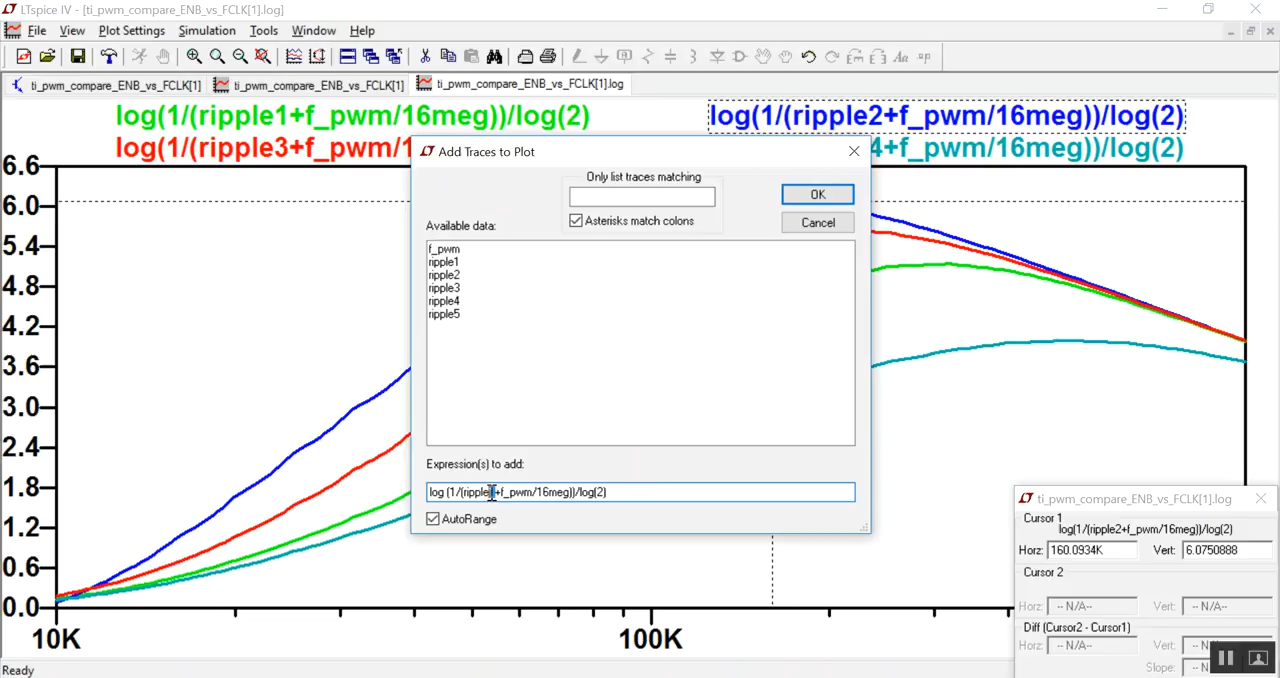 LTspice IV - [ti_pwm_compare_ENB_vs_FCLK[1].log]
File View Plot Settings Simulation Tools Window Help
ti_pwm_compare_ENB_vs_FCLK[1] ti_pwm_compare_ENB_vs_FCLK[1] ti_pwm_compare_ENB_vs_FCLK[1].log
log(1/(ripple1+f_pwm/16meg))/log(2) log(1/(ripple2+f_pwm/16meg))/log(2)
log(1/(ripple3+f_pwm/1 4+f_pwm/16meg))/log(2)
6.6
6.0
5.4
4.8
4.2
3.6
3.0
2.4
1.8
1.2
0.6
0.0
10K 100K
Add Traces to Plot
Only list traces matching
OK
Asterisks match colons
Cancel
Available data:
f_pwm
ripple1
ripple2
ripple3
ripple4
ripple5
Expression(s) to add:
log (1/(ripple +f_pwm/16meg))/log(2)
AutoRange
ti_pwm_compare_ENB_vs_FCLK[1].log
Cursor 1
log(1/(ripple2+f_pwm/16meg))/log(2)
Horz: 160.0934K Vert: 6.0750888
Cursor 2
Horz: -- N/A-- Vert: -- N/A--
Diff (Cursor2 - Cursor1)
Horz: -- N/A-- Vert: -- N/
Slope: -- N
Ready